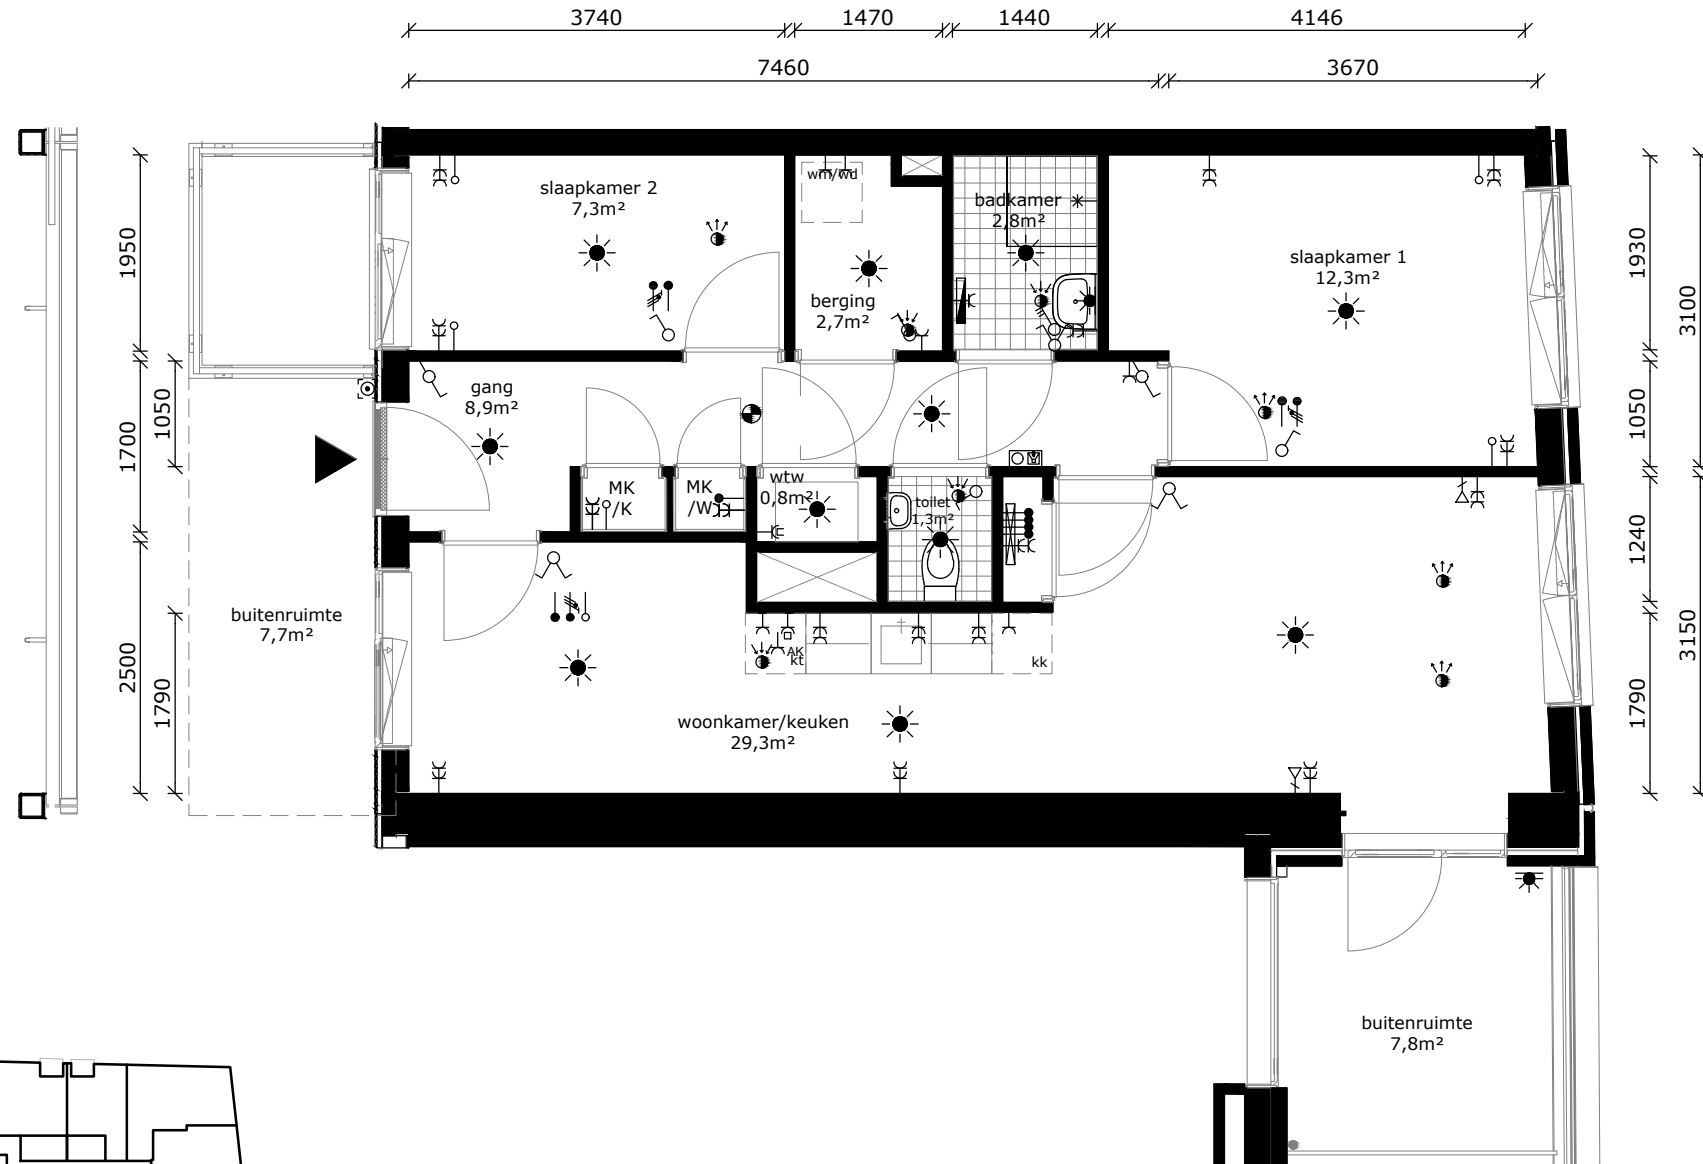 3740
1470
1440
4146
7460
3670
slaapkamer 2
7,3m²
wm/wd
badkamer
2,8m²
slaapkamer 1
12,3m²
berging
2,7m²
1950
1930
3100
gang
8,9m²
1050
1700
1050
MK
/K
MK
/W
wtw
0,8m²
toilet
1,3m²
1240
buitenruimte
7,7m²
2500
1790
AK
kt
kk
woonkamer/keuken
29,3m²
1790
3150
buitenruimte
7,8m²